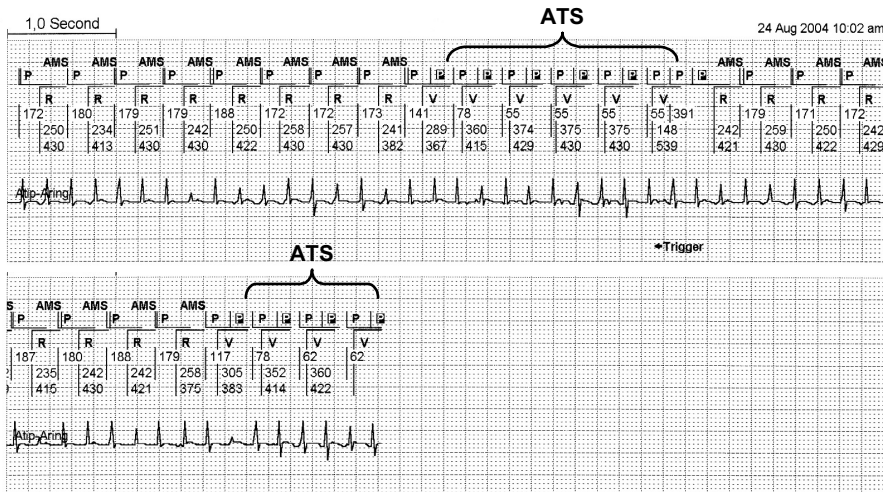 ATS
1,0 Second
24 Aug 2004 10:02 am
AMS AMS AMS AMS AMS AMS AMS AMS AMS AMS AMS AMS
P P P P P P P P P P P P P P P P P P P P P P P P P P
R R R R R R R R V V V V V V R R R R
172 180 179 179 188 172 172 173 141 78 55 55 55 55 391 179 171 172
250 234 251 242 250 258 257 241 289 360 374 375 375 148 242 259 250 242
430 413 430 430 422 430 430 382 367 415 429 430 430 539 421 430 422 429
Atip-Aring
Trigger
ATS
S AMS AMS AMS AMS
P P P P P P P P P P P P
R R R R V V V V
187 180 188 179 117 78 62 62
235 242 242 258 305 352 360
415 430 421 375 383 414 422
Atip-Aring